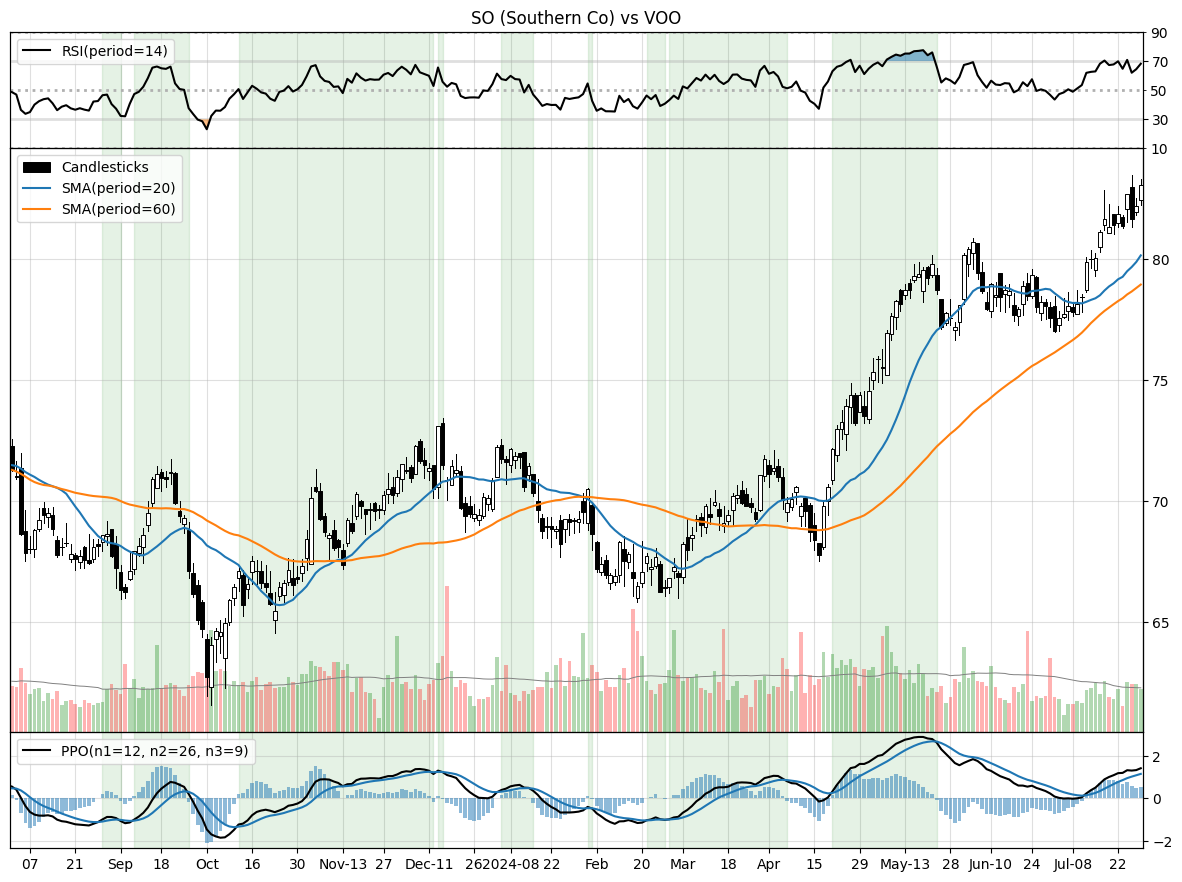 SO (Southern Co) vs VOO
RSI(period=14)
90
70
50
30
10
Candlesticks
SMA(period=20)
SMA(period=60)
80
75
70
65
PPO(n1=12, n2=26, n3=9)
2
0
−2
07 21 Sep 18 Oct 16 30 Nov-13 27 Dec-11 26 2024-08 22 Feb 20 Mar 18 Apr 15 29 May-13 28 Jun-10 24 Jul-08 22